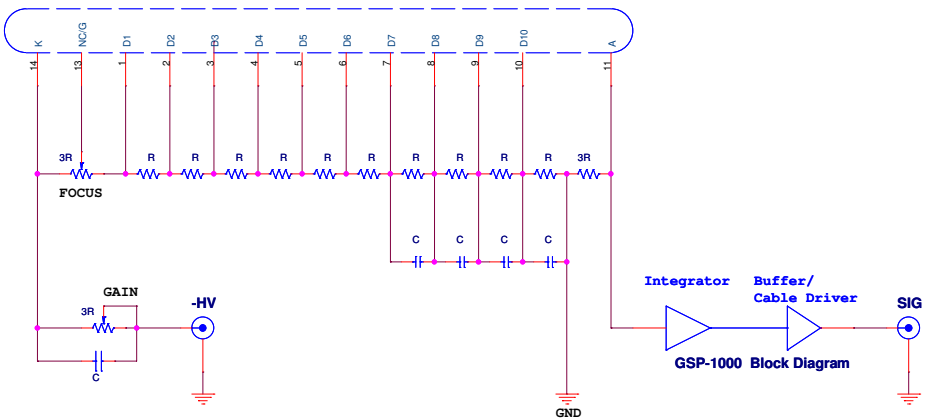 K NC/G D1 D2 D3 D4 D5 D6 D7 D8 D9 D10 A
14 13 1 2 3 4 5 6 7 8 9 10 11
3R R R R R R R R R R R 3R
FOCUS
C C C C
Integrator Buffer/
Cable Driver
GAIN
-HV
SIG
3R
GSP-1000 Block Diagram
C
GND